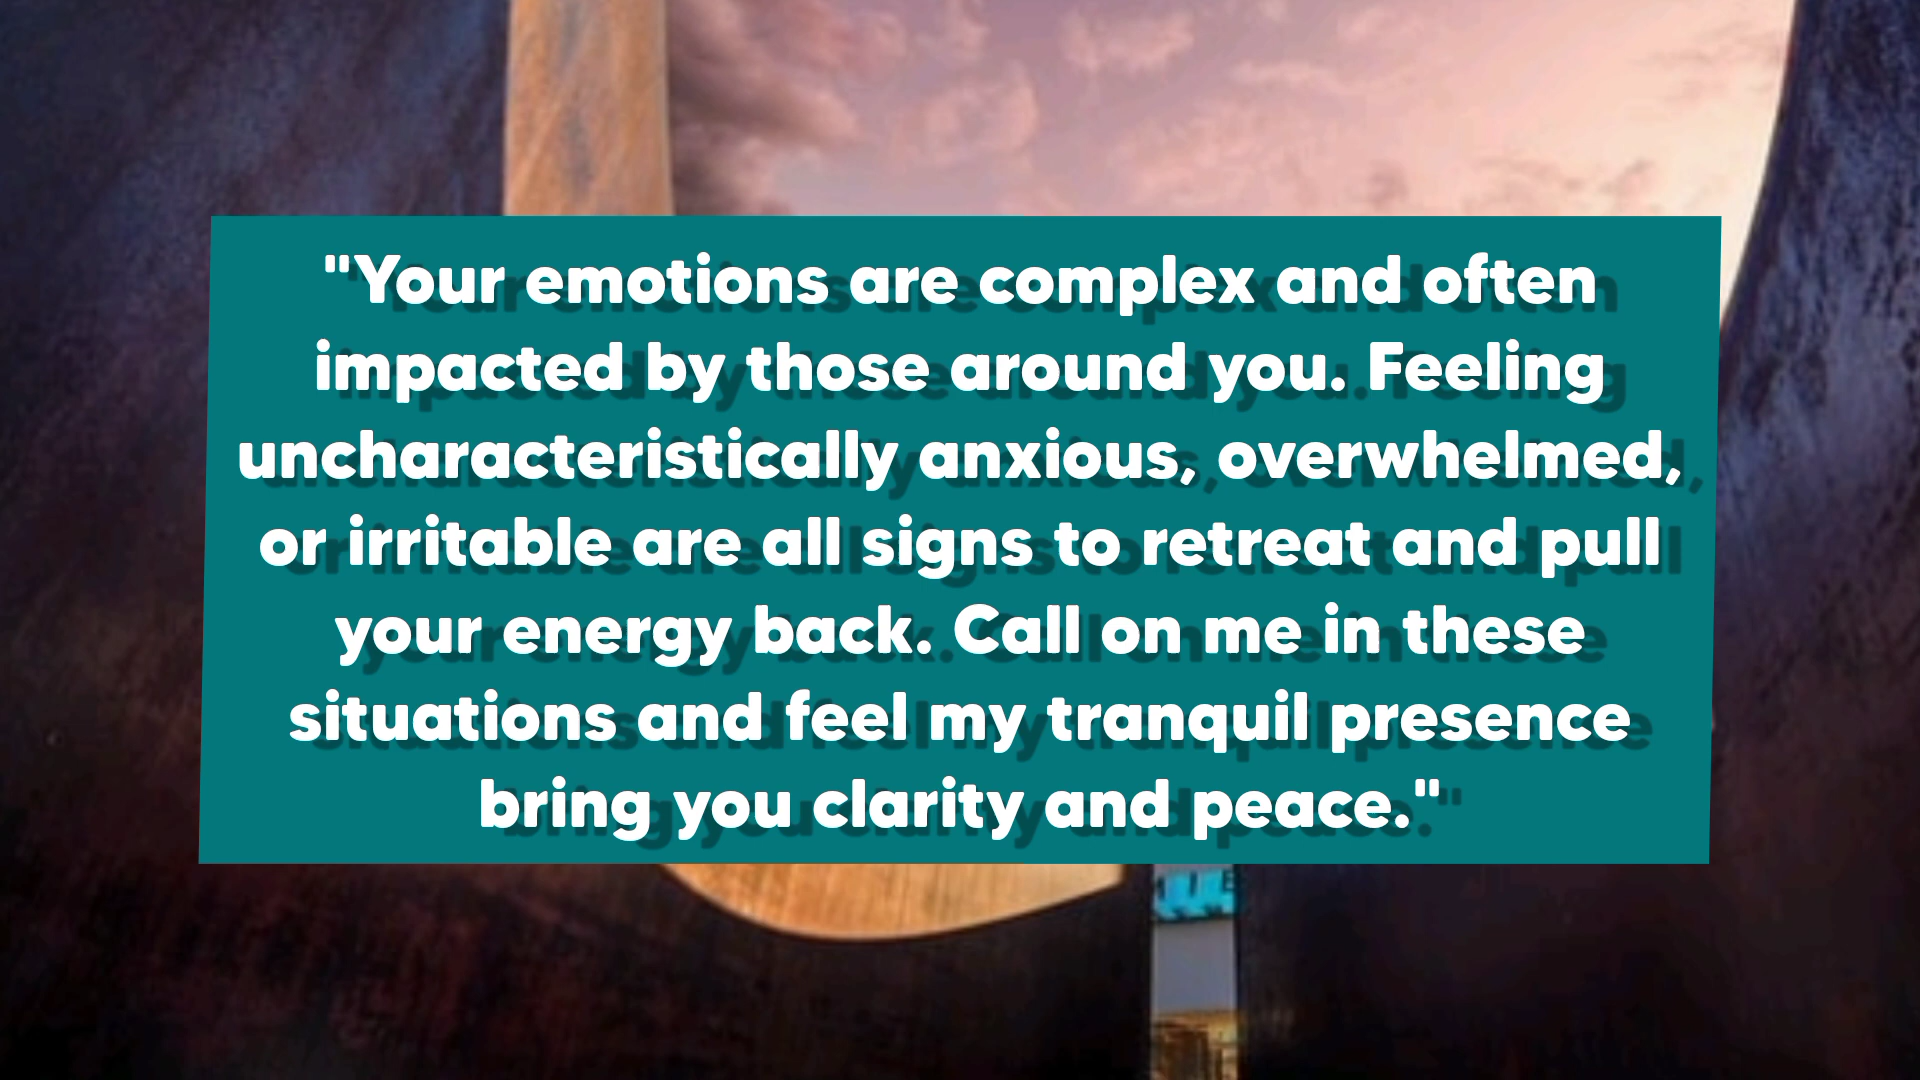 "Your emotions are complex and often
impacted by those around you. Feeling
uncharacteristically anxious, overwhelmed,
or irritable are all signs to retreat and pull
your energy back. Call on me in these
situations and feel my tranquil presence
bring you clarity and peace."